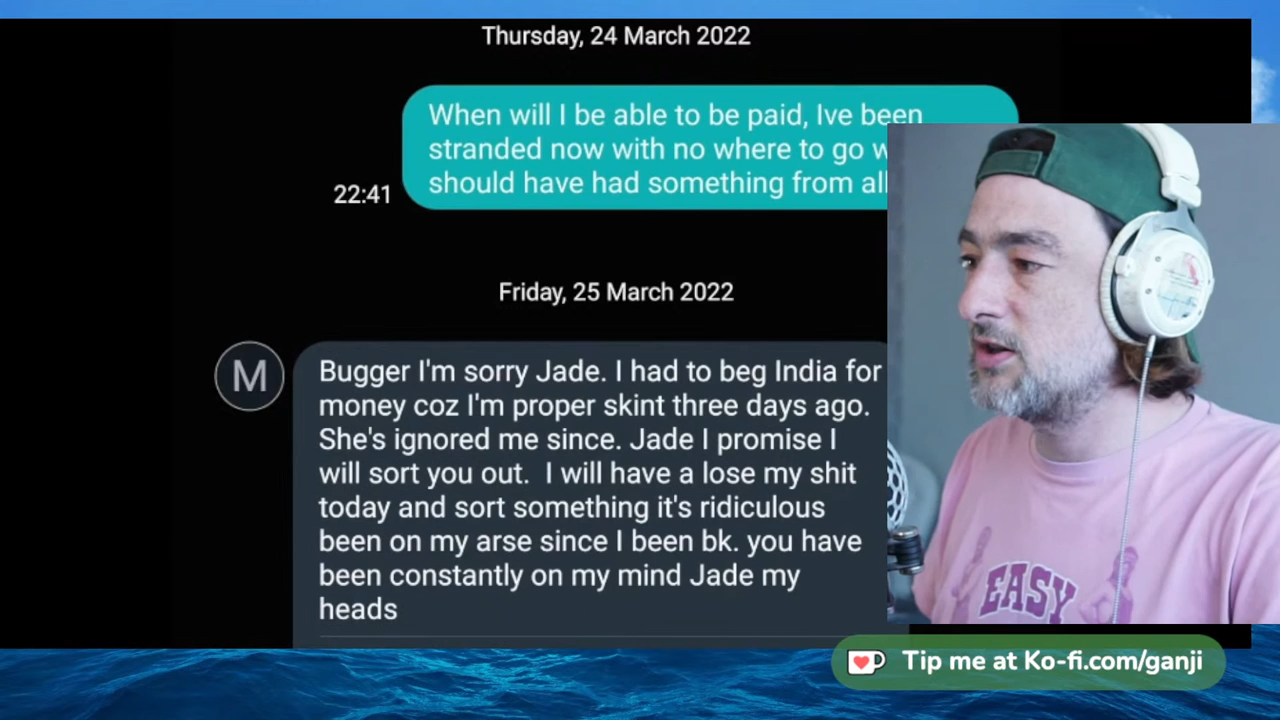 Thursday, 24 March 2022
When will I be able to be paid, Ive been
stranded now with no where to go
should have had something from all
22:41
Friday, 25 March 2022
M
Bugger I'm sorry Jade. I had to beg India for
money coz I'm proper skint three days ago.
She's ignored me since. Jade I promise I
will sort you out.  I will have a lose my shit
today and sort something it's ridiculous
been on my arse since I been bk. you have
been constantly on my mind Jade my
heads
EASY
Tip me at Ko-fi.com/ganji